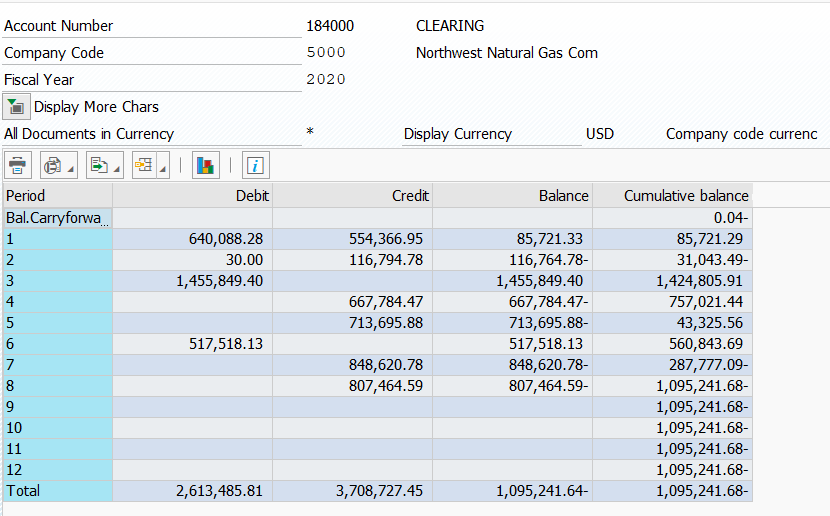 Account Number 184000 CLEARING
Company Code 5000 Northwest Natural Gas Com
Fiscal Year 2020
Display More Chars
All Documents in Currency * Display Currency USD Company code currenc
Period Debit Credit Balance Cumulative balance
Bal.Carryforwa... 0.04-
1 640,088.28 554,366.95 85,721.33 85,721.29
2 30.00 116,794.78 116,764.78- 31,043.49-
3 1,455,849.40 1,455,849.40 1,424,805.91
4 667,784.47 667,784.47- 757,021.44
5 713,695.88 713,695.88- 43,325.56
6 517,518.13 517,518.13 560,843.69
7 848,620.78 848,620.78- 287,777.09-
8 807,464.59 807,464.59- 1,095,241.68-
9 1,095,241.68-
10 1,095,241.68-
11 1,095,241.68-
12 1,095,241.68-
Total 2,613,485.81 3,708,727.45 1,095,241.64- 1,095,241.68-